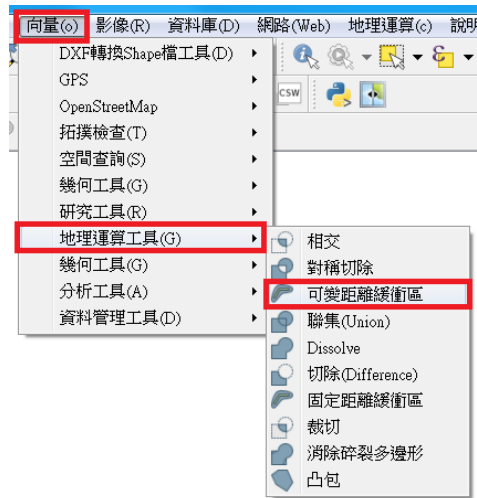 向量(o) 影像(R) 資料庫(D) 網路(Web) 地理運算(c) 說明
DXF轉換Shape檔工具(D)
GPS
OpenStreetMap
CSW
拓撲檢查(T)
空間查詢(S)
幾何工具(G)
研究工具(R)
地理運算工具(G)
幾何工具(G)
分析工具(A)
資料管理工具(D)
相交
對稱切除
可變距離緩衝區
聯集(Union)
Dissolve
切除(Difference)
固定距離緩衝區
裁切
消除碎裂多邊形
凸包